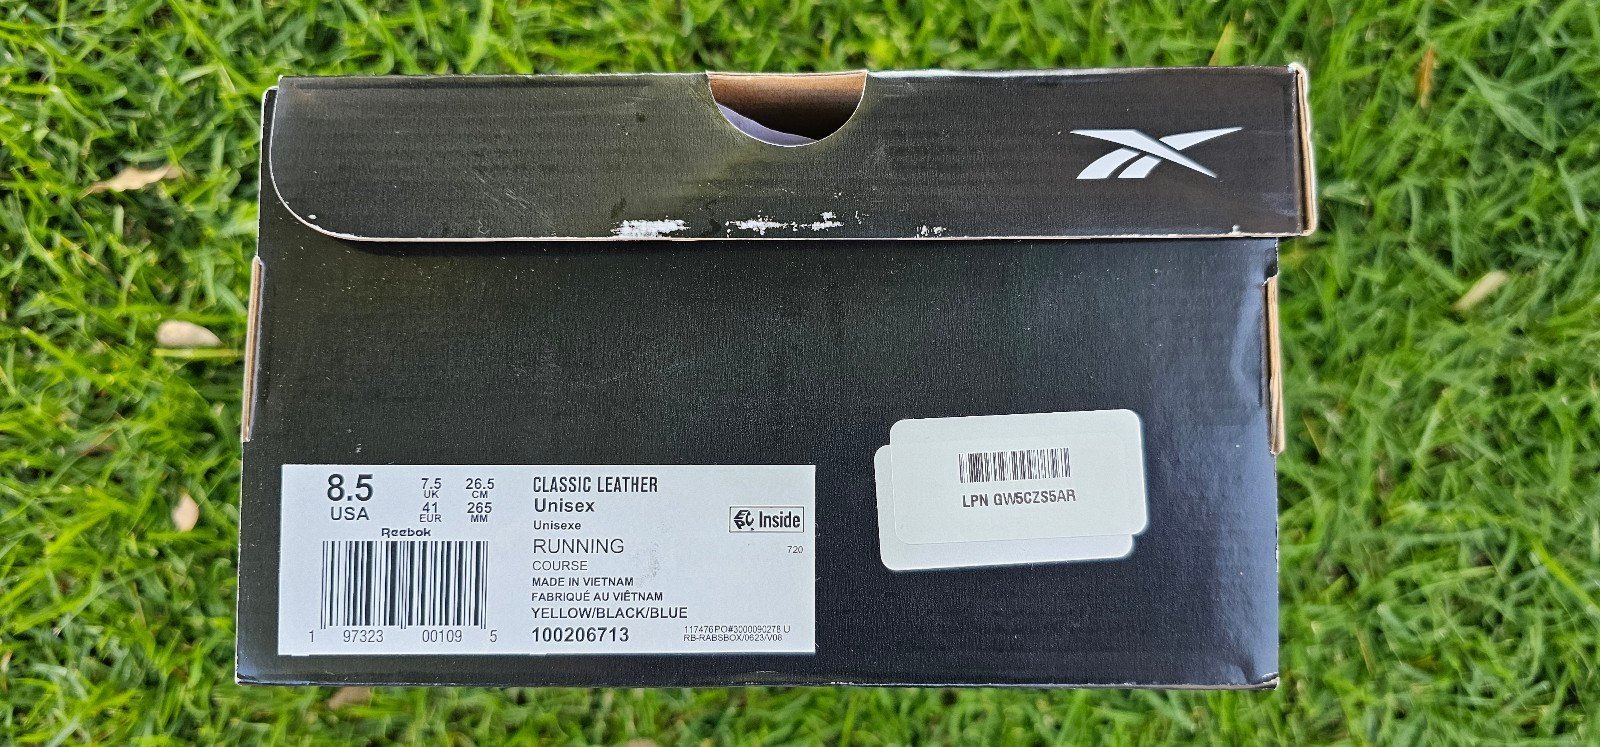 8.5
USA
7.5
UK
41
EUR
26.5
CM
265
MM
Reebok
1 97323 00109 5
CLASSIC LEATHER
Unisex
Unisexe
RUNNING
COURSE
MADE IN VIETNAM
FABRIQUÉ AU VIÊTNAM
YELLOW/BLACK/BLUE
100206713
Inside
720
117476PO#3000090278 U
RB-RABSBOX/0623/V08
LPN GW5CZS5AR